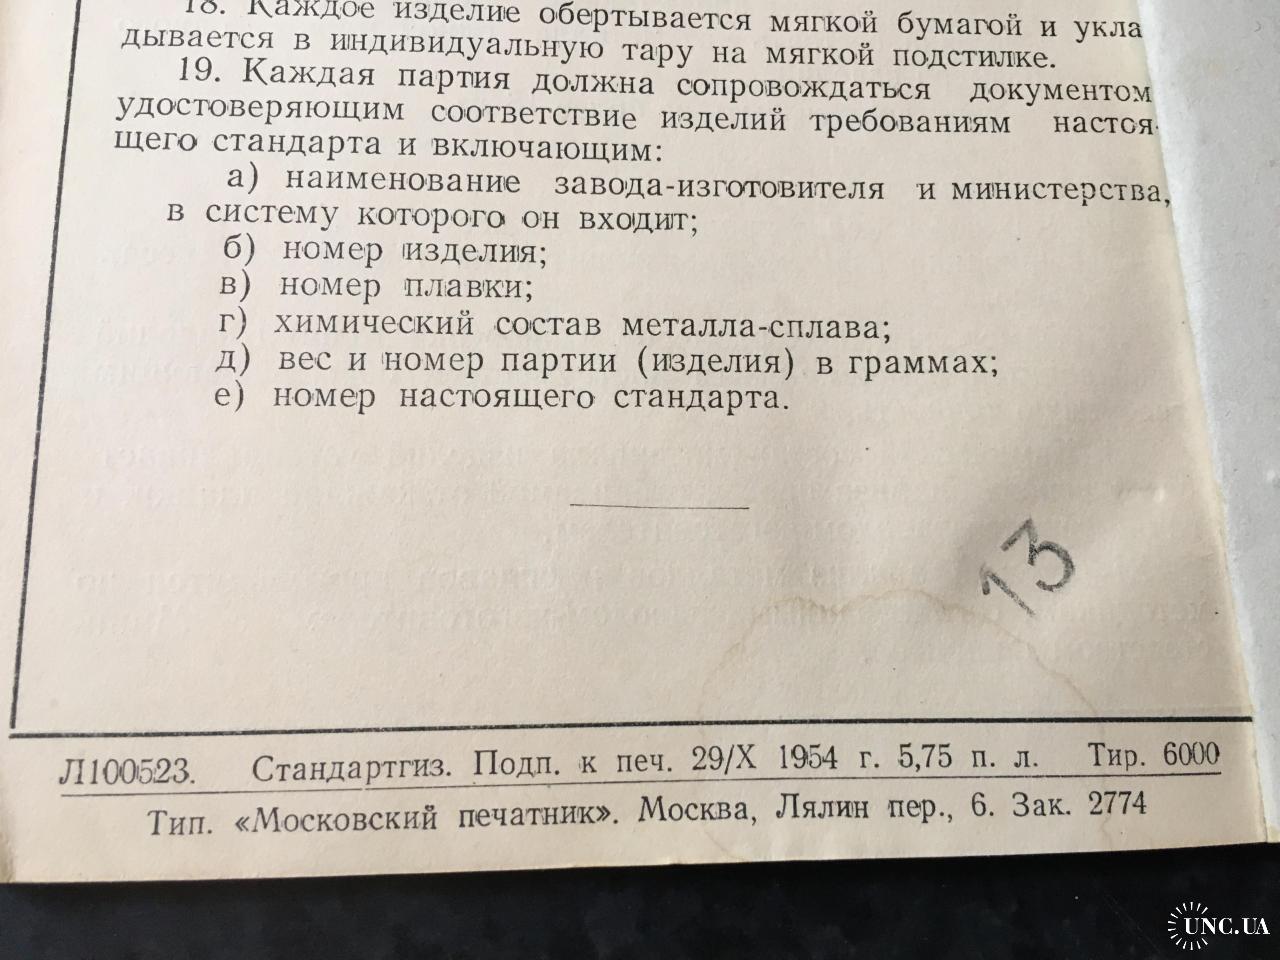 18. Каждое изделие обертывается мягкой бумагой и укла
дывается в индивидуальную тару на мягкой подстилке.
19. Каждая партия должна сопровождаться документом
удостоверяющим соответствие изделий требованиям настоя-
щего стандарта и включающим:
а) наименование завода-изготовителя и министерства,
в систему которого он входит;
б) номер изделия;
в) номер плавки;
г) химический состав металла-сплава;
д) вес и номер партии (изделия) в граммах;
е) номер настоящего стандарта.
13
Л100523. Стандартгиз. Подп. к печ. 29/X 1954 г. 5,75 п. л. Тир. 6000
Тип. «Московский печатник». Москва, Лялин пер., 6. Зак. 2774
UNC.UA